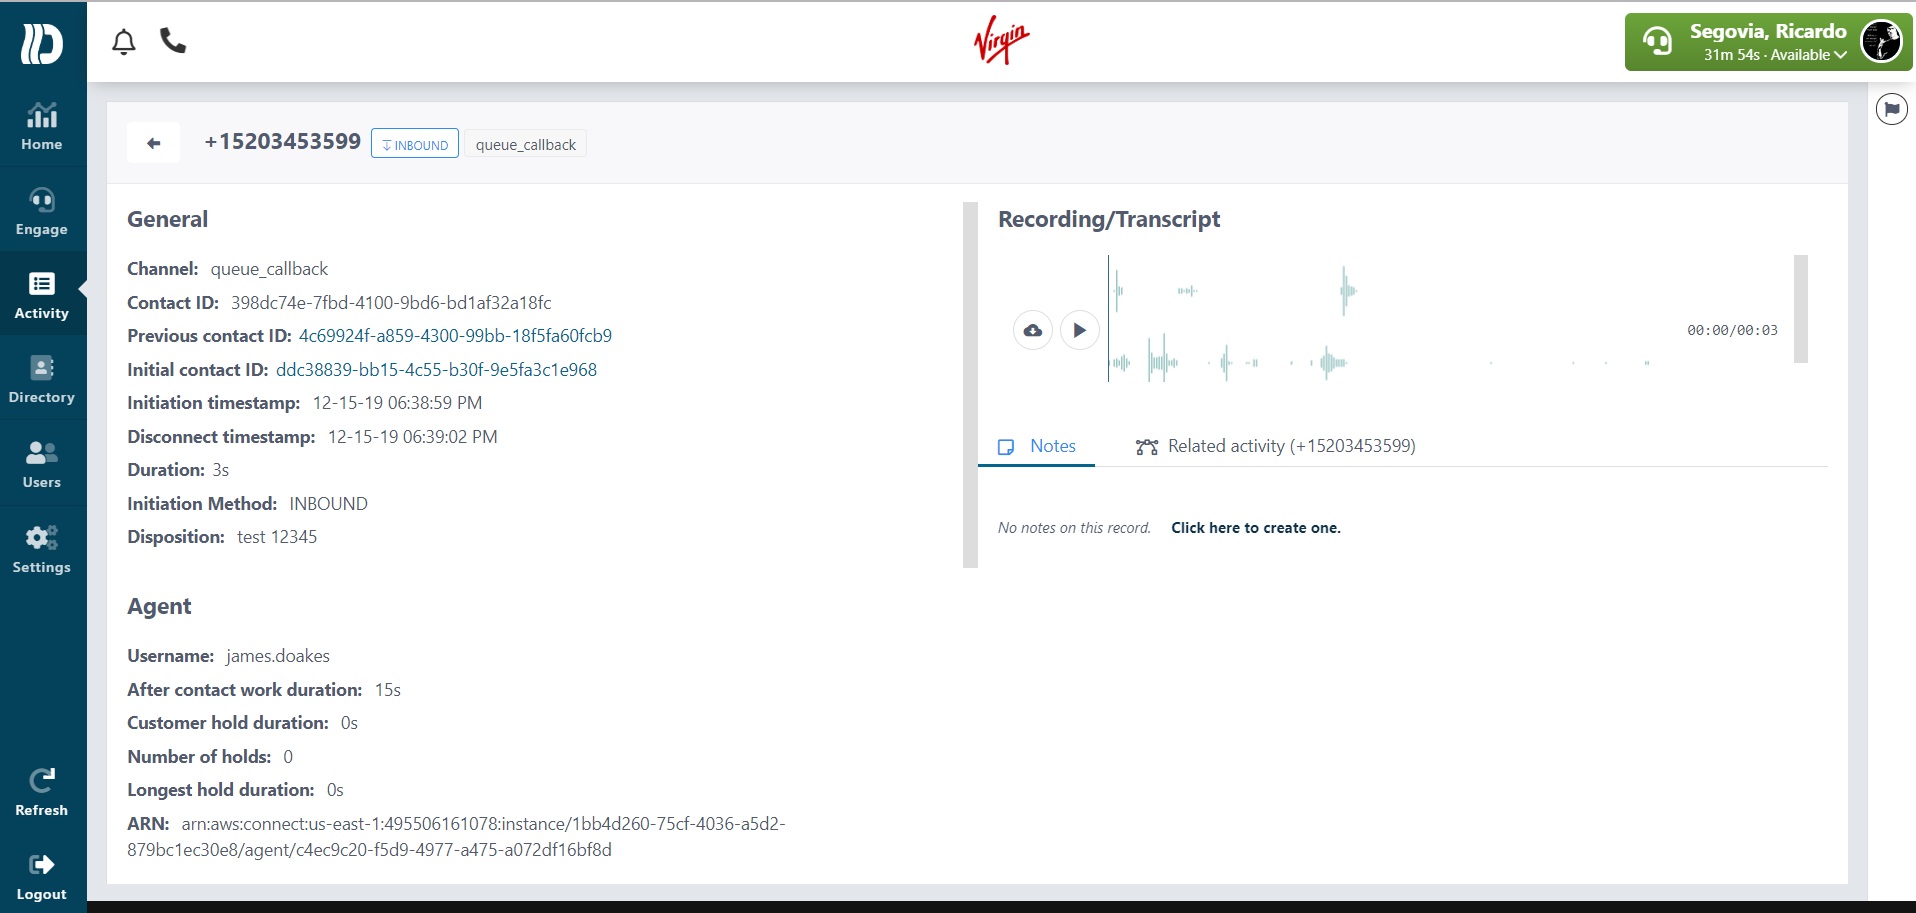 Virgin
Segovia, Ricardo
31m 54s · Available
Home
Engage
Activity
Directory
Users
Settings
Refresh
Logout
+15203453599 INBOUND queue_callback
General
Channel: queue_callback
Contact ID: 398dc74e-7fbd-4100-9bd6-bd1af32a18fc
Previous contact ID: 4c69924f-a859-4300-99bb-18f5fa60fcb9
Initial contact ID: ddc38839-bb15-4c55-b30f-9e5fa3c1e968
Initiation timestamp: 12-15-19 06:38:59 PM
Disconnect timestamp: 12-15-19 06:39:02 PM
Duration: 3s
Initiation Method: INBOUND
Disposition: test 12345
Agent
Username: james.doakes
After contact work duration: 15s
Customer hold duration: 0s
Number of holds: 0
Longest hold duration: 0s
ARN: arn:aws:connect:us-east-1:495506161078:instance/1bb4d260-75cf-4036-a5d2-
879bc1ec30e8/agent/c4ec9c20-f5d9-4977-a475-a072df16bf8d
Recording/Transcript
00:00/00:03
Notes Related activity (+15203453599)
No notes on this record. Click here to create one.